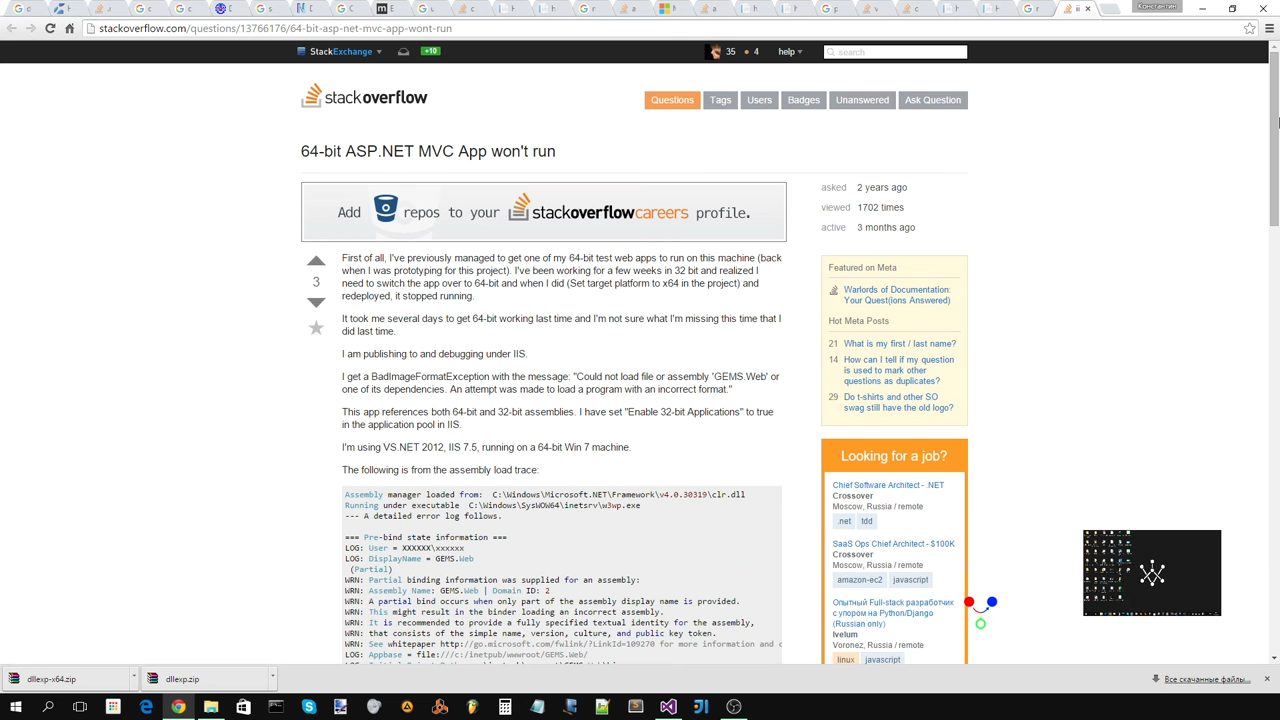 Константин
stackoverflow.com/questions/13766176/64-bit-asp-net-mvc-app-wont-run
StackExchange
+10
35
4
help
search
stackoverflow
Questions
Tags
Users
Badges
Unanswered
Ask Question
64-bit ASP.NET MVC App won't run
Add repos to your stackoverflowcareers profile.
asked 2 years ago
viewed 1702 times
active 3 months ago
3
First of all, I've previously managed to get one of my 64-bit test web apps to run on this machine (back
when I was prototyping for this project). I've been working for a few weeks in 32 bit and realized I
need to switch the app over to 64-bit and when I did (Set target platform to x64 in the project) and
redeployed, it stopped running.
It took me several days to get 64-bit working last time and I'm not sure what I'm missing this time that I
did last time.
I am publishing to and debugging under IIS.
I get a BadImageFormatException with the message: "Could not load file or assembly 'GEMS.Web' or
one of its dependencies. An attempt was made to load a program with an incorrect format."
This app references both 64-bit and 32-bit assemblies. I have set "Enable 32-bit Applications" to true
in the application pool in IIS.
I'm using VS.NET 2012, IIS 7.5, running on a 64-bit Win 7 machine.
The following is from the assembly load trace:
Assembly manager loaded from:  C:\Windows\Microsoft.NET\Framework\v4.0.30319\clr.dll
Running under executable  C:\Windows\SysWOW64\inetsrv\w3wp.exe
--- A detailed error log follows.
=== Pre-bind state information ===
LOG: User = XXXXXX\xxxxxx
LOG: DisplayName = GEMS.Web
(Partial)
WRN: Partial binding information was supplied for an assembly:
WRN: Assembly Name: GEMS.Web | Domain ID: 2
WRN: A partial bind occurs when only part of the assembly display name is provided.
WRN: This might result in the binder loading an incorrect assembly.
WRN: It is recommended to provide a fully specified textual identity for the assembly,
WRN: that consists of the simple name, version, culture, and public key token.
WRN: See whitepaper http://go.microsoft.com/fwlink/?LinkId=109270 for more information and c
LOG: Appbase = file:///c:/inetpub/wwwroot/GEMS.Web/
Featured on Meta
Warlords of Documentation:
Your Quest(ions Answered)
Hot Meta Posts
21 What is my first / last name?
14 How can I tell if my question
is used to mark other
questions as duplicates?
29 Do t-shirts and other SO
swag still have the old logo?
Looking for a job?
Chief Software Architect - .NET
Crossover
Moscow, Russia / remote
.net tdd
SaaS Ops Chief Architect - $100K
Crossover
Moscow, Russia / remote
amazon-ec2 javascript
Опытный Full-stack разработчик
с упором на Python/Django
(Russian only)
Ivelum
Voronez, Russia / remote
linux javascript
dllexp-x64.zip
dllexp.zip
Все скачанные файлы...